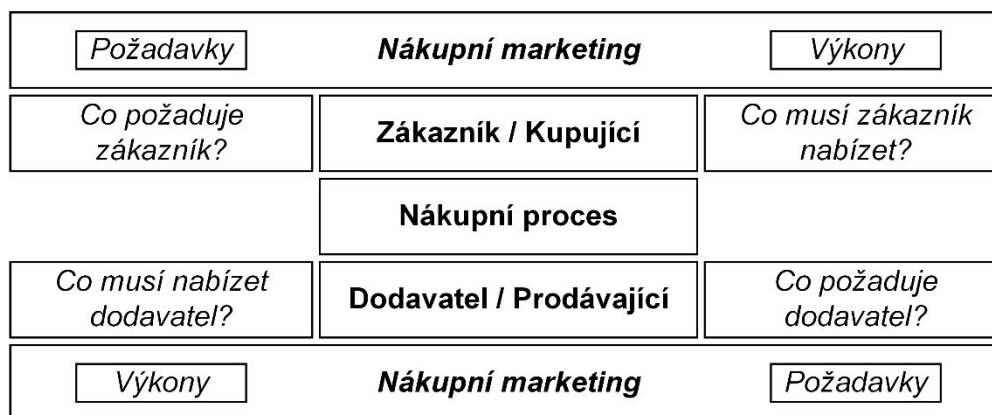 Požadavky Nákupní marketing Výkony
Co požaduje zákazník? Zákazník / Kupující Co musí zákazník nabízet?
Nákupní proces
Co musí nabízet dodavatel? Dodavatel / Prodávající Co požaduje dodavatele?
Výkony Nákupní marketing Požadavky